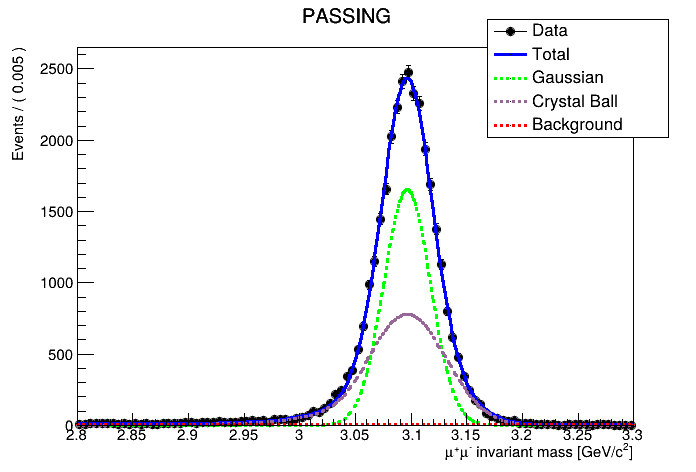 PASSING
Data
Total
Gaussian
Crystal Ball
Background
Events / ( 0.005 )
2500
2000
1500
1000
500
0
2.8 2.85 2.9 2.95 3 3.05 3.1 3.15 3.2 3.25 3.3
μ⁺μ⁻ invariant mass [GeV/c²]